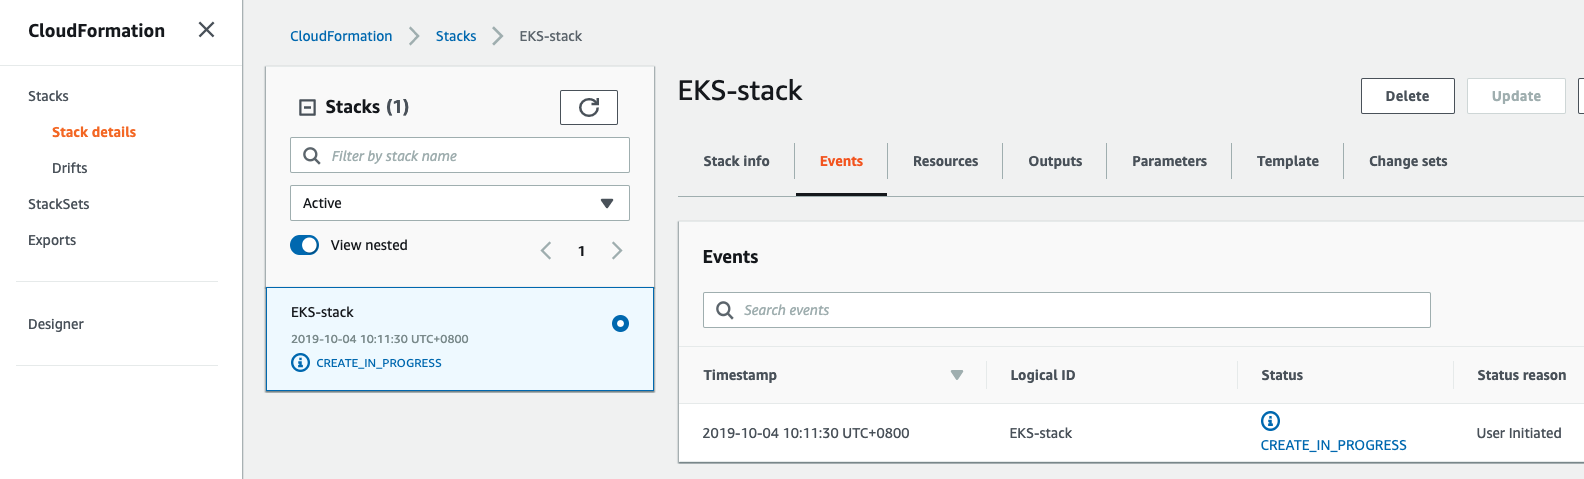 CloudFormation
Stacks
Stack details
Drifts
StackSets
Exports
Designer
CloudFormation Stacks EKS-stack
Stacks (1)
Filter by stack name
Active
View nested
1
EKS-stack
2019-10-04 10:11:30 UTC+0800
CREATE_IN_PROGRESS
EKS-stack
Delete Update
Stack info Events Resources Outputs Parameters Template Change sets
Events
Search events
Timestamp Logical ID Status Status reason
2019-10-04 10:11:30 UTC+0800 EKS-stack CREATE_IN_PROGRESS User Initiated